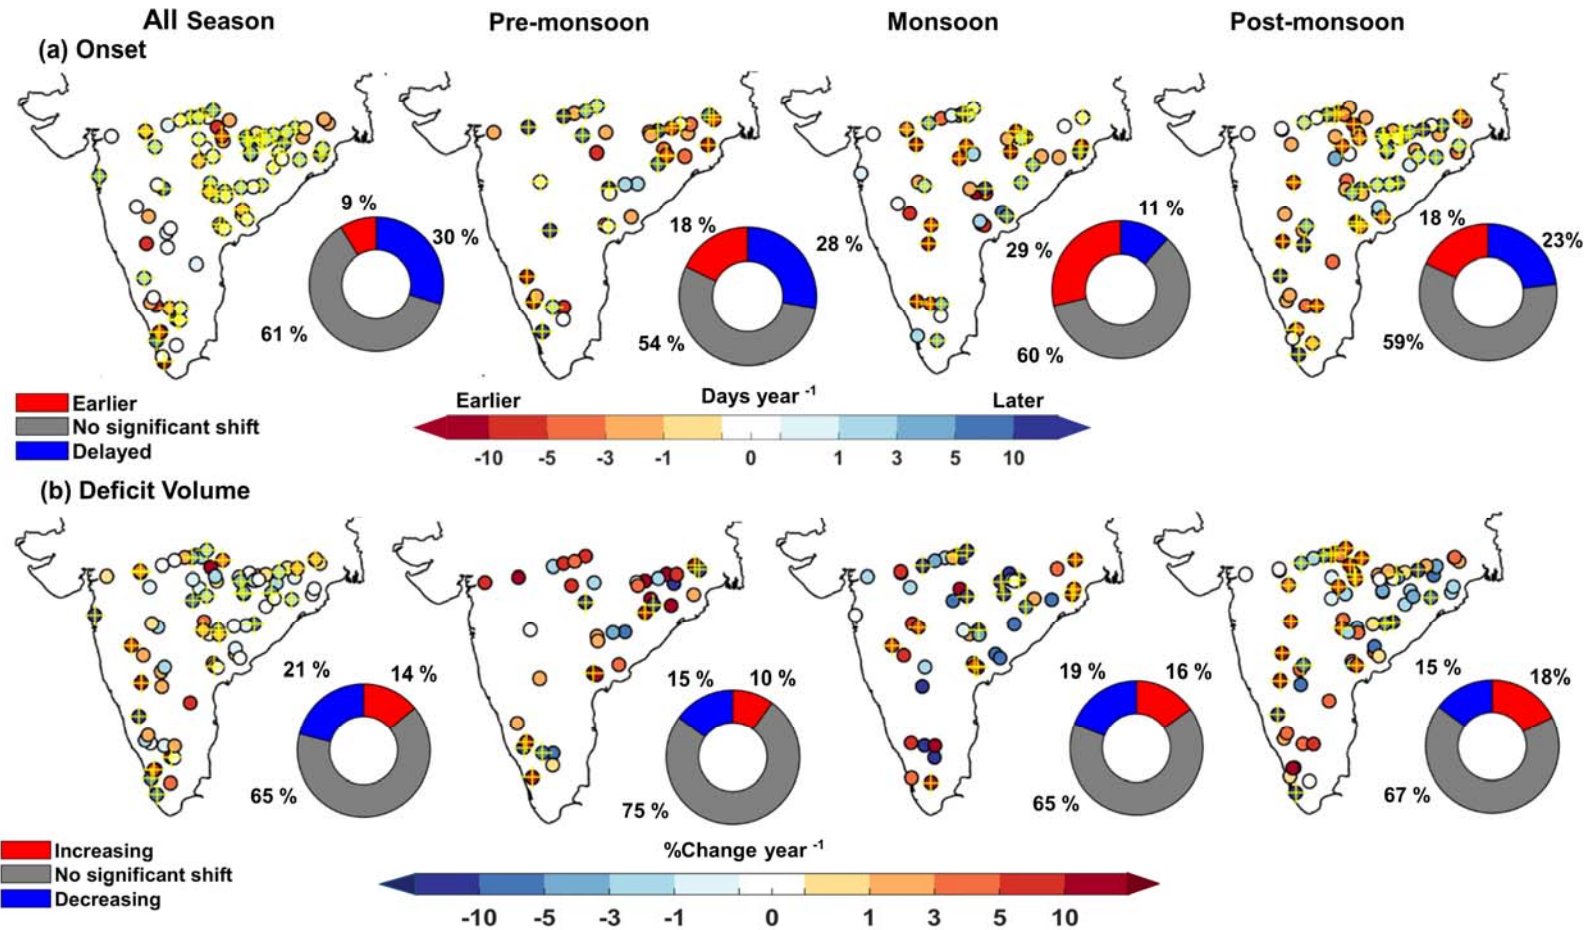 All Season Pre-monsoon Monsoon Post-monsoon
(a) Onset
9 % 30 % 61 %
18 % 28 % 54 %
29 % 11 % 60 %
18 % 23% 59%
Earlier
No significant shift
Delayed
Earlier Days year -1 Later
-10 -5 -3 -1 0 1 3 5 10
(b) Deficit Volume
21 % 14 % 65 %
15 % 10 % 75 %
19 % 16 % 65 %
15 % 18% 67 %
Increasing
No significant shift
Decreasing
%Change year -1
-10 -5 -3 -1 0 1 3 5 10